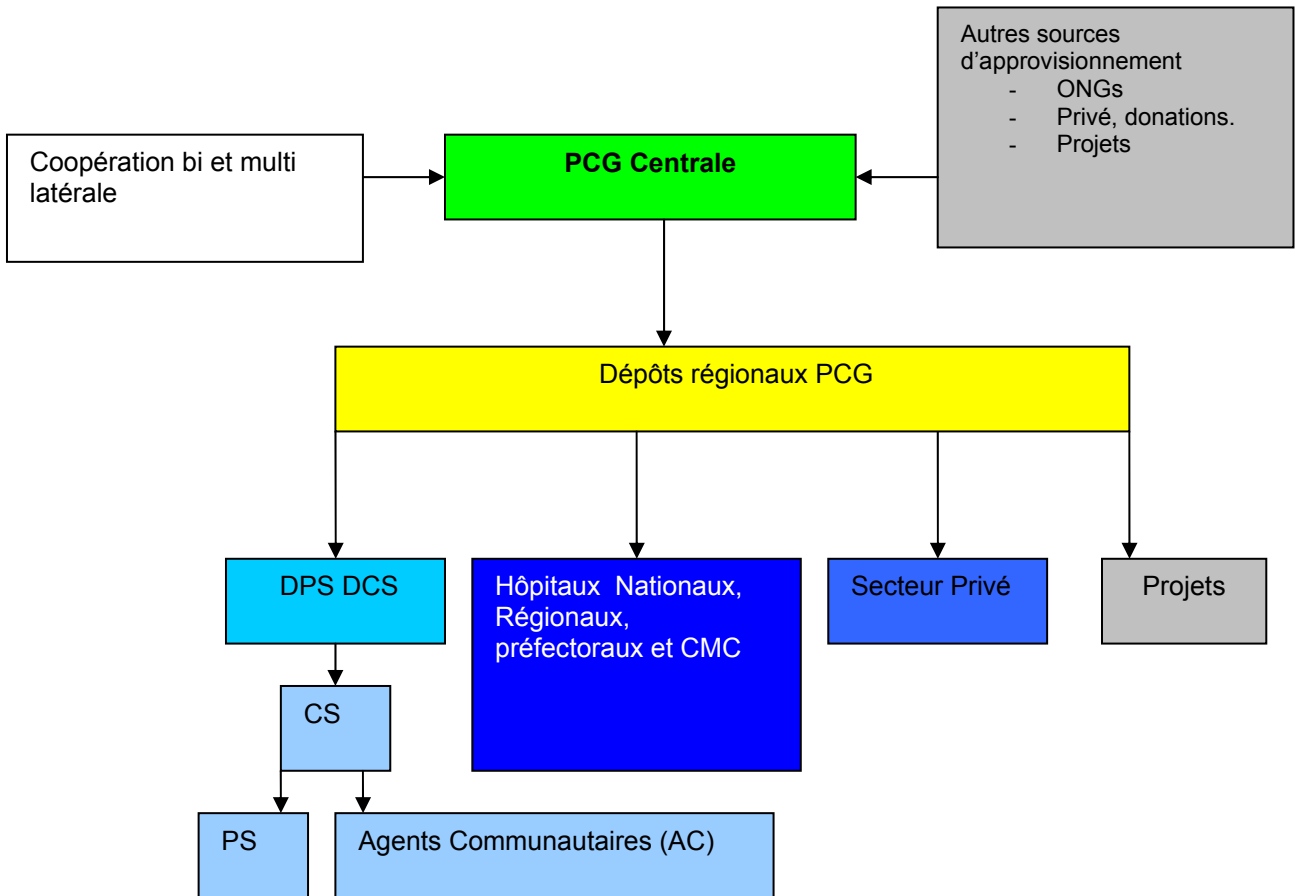 Autres sources
d’approvisionnement
- ONGs
- Privé, donations.
- Projets
Coopération bi et multi
latérale
PCG Centrale
Dépôts régionaux PCG
DPS DCS
Hôpitaux Nationaux,
Régionaux,
préfectoraux et CMC
Secteur Privé
Projets
CS
PS
Agents Communautaires (AC)